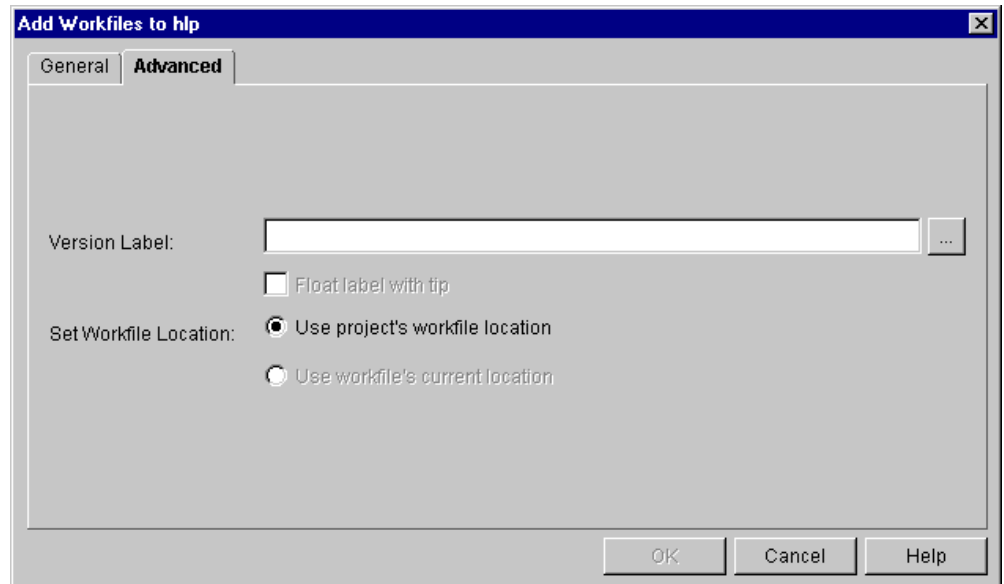 Add Workfiles to hlp
General Advanced
Version Label: ...
Float label with tip
Set Workfile Location: Use project's workfile location
Use workfile's current location
OK Cancel Help